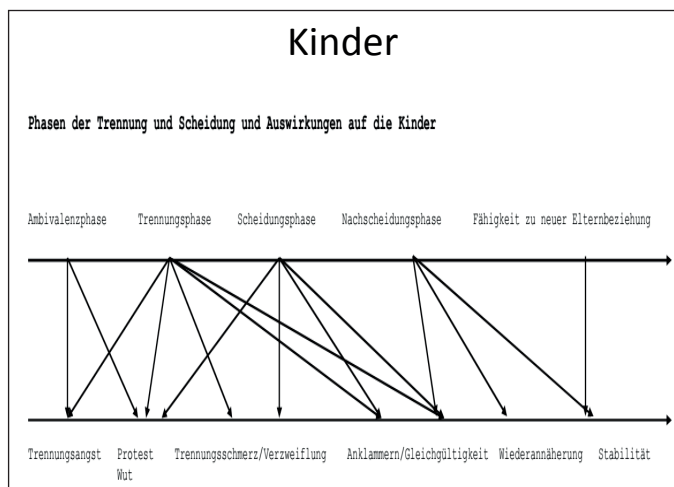 Kinder
Phasen der Trennung und Scheidung und Auswirkungen auf die Kinder
Ambivalenzphase Trennungsphase Scheidungsphase Nachscheidungsphase Fähigkeit zu neuer Elternbeziehung
Trennungsangst Protest Trennungsschmerz/Verzweiflung Anklammern/Gleichgültigkeit Wiederannäherung Stabilität
Wut